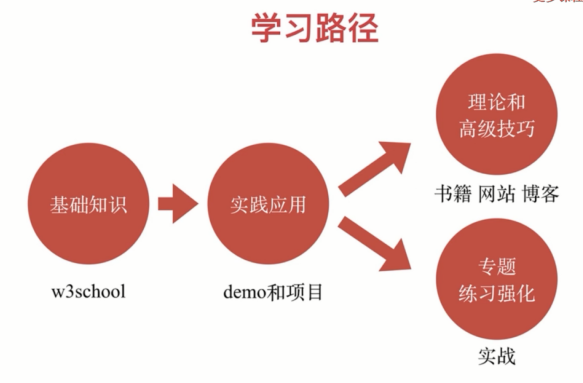 学习路径
理论和
高级技巧
书籍 网站 博客
基础知识
w3school
实践应用
demo和项目
专题
练习强化
实战